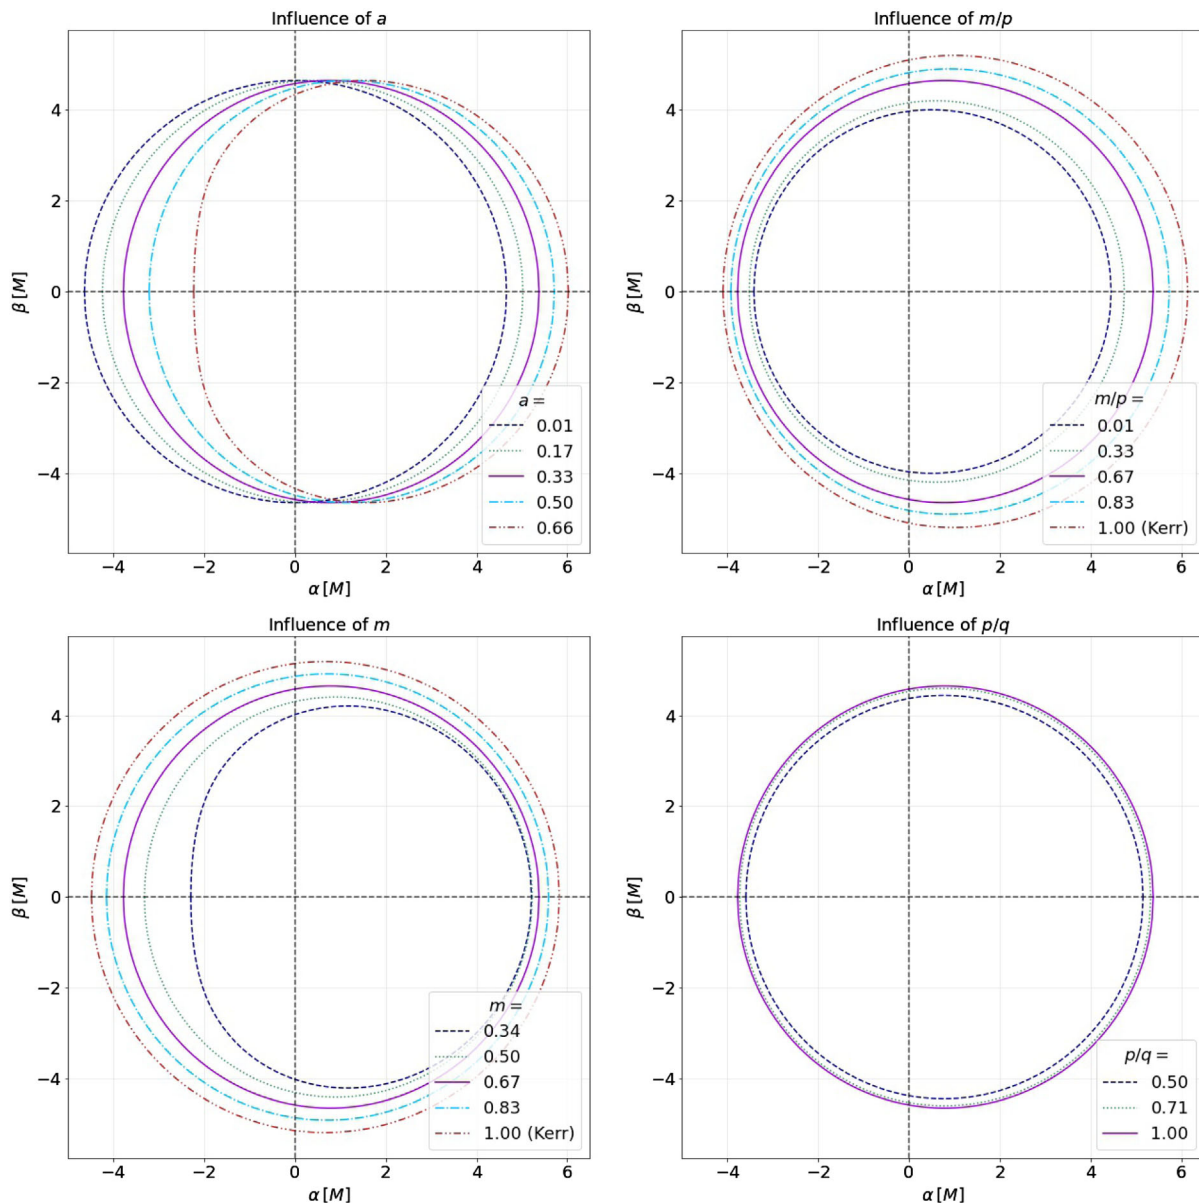 Influence of a
β [M]
4
2
0
−2
−4
a =
0.01
0.17
0.33
0.50
0.66
−4 −2 0 2 4 6
α [M]
Influence of m/p
β [M]
4
2
0
−2
−4
m/p =
0.01
0.33
0.67
0.83
1.00 (Kerr)
−4 −2 0 2 4 6
α [M]
Influence of m
β [M]
4
2
0
−2
−4
m =
0.34
0.50
0.67
0.83
1.00 (Kerr)
−4 −2 0 2 4 6
α [M]
Influence of p/q
β [M]
4
2
0
−2
−4
p/q =
0.50
0.71
1.00
−4 −2 0 2 4 6
α [M]